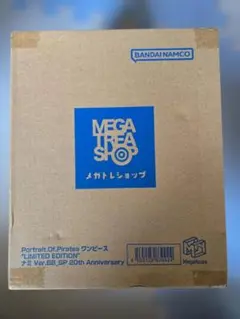 BANDAI NAMCO
MEGA
TREA
SHOP
メガトレショップ
Portrait.Of.Pirates ワンピース
"LIMITED EDITION"
ナミ Ver.BB_SP 20th Anniversary
MegaHouse